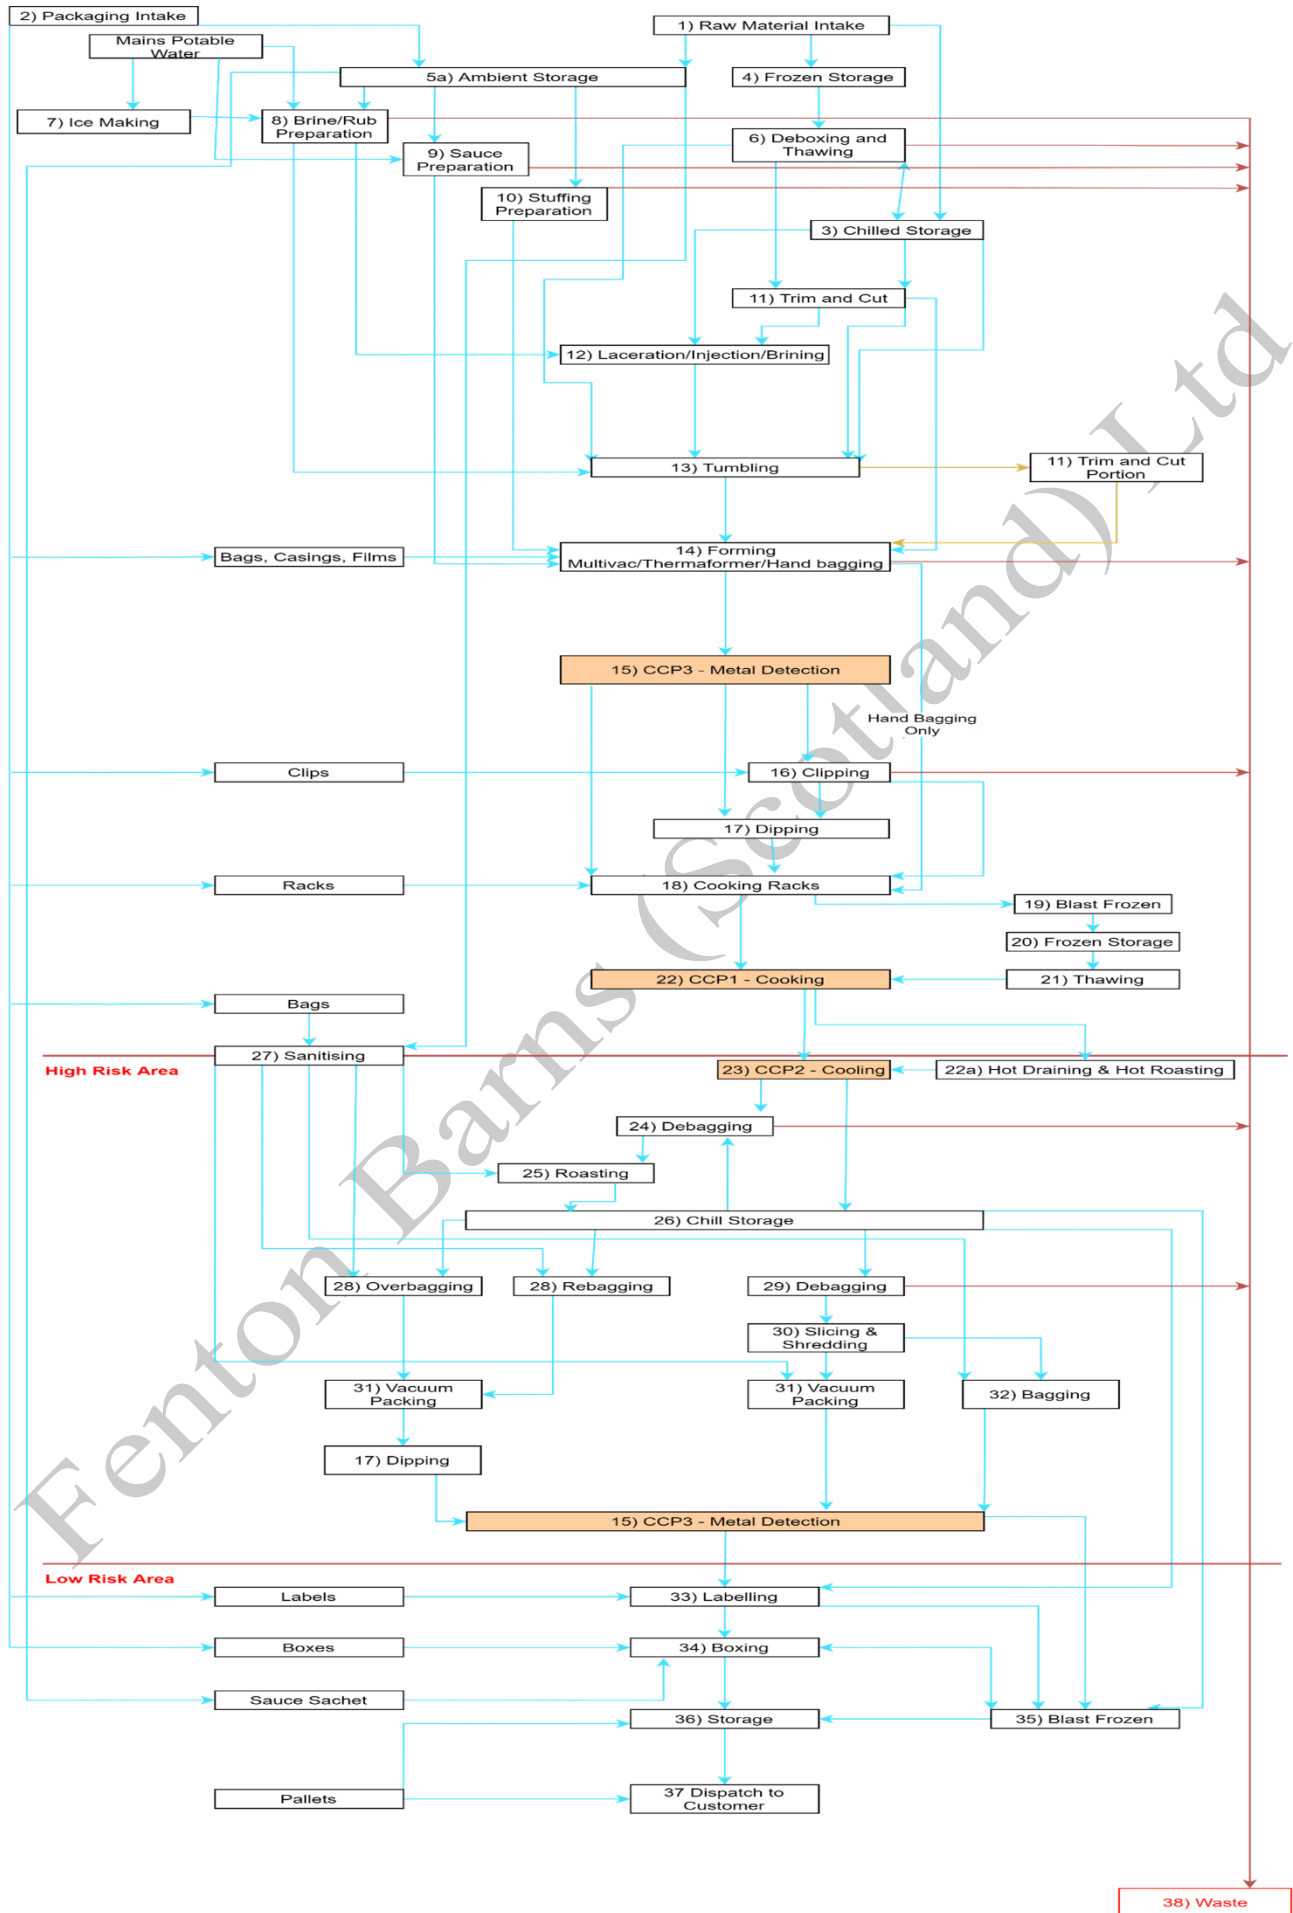 2) Packaging Intake
1) Raw Material Intake
Mains Potable
Water
5a) Ambient Storage
4) Frozen Storage
7) Ice Making
8) Brine/Rub
Preparation
6) Deboxing and
Thawing
9) Sauce
Preparation
10) Stuffing
Preparation
3) Chilled Storage
11) Trim and Cut
12) Laceration/Injection/Brining
13) Tumbling
11) Trim and Cut
Portion
Bags, Casings, Films
14) Forming
Multivac/Thermaformer/Hand bagging
15) CCP3 - Metal Detection
Hand Bagging
Only
Clips
16) Clipping
17) Dipping
Racks
18) Cooking Racks
19) Blast Frozen
20) Frozen Storage
22) CCP1 - Cooking
21) Thawing
Bags
27) Sanitising
High Risk Area
23) CCP2 - Cooling
22a) Hot Draining & Hot Roasting
24) Debagging
25) Roasting
26) Chill Storage
28) Overbagging
28) Rebagging
29) Debagging
30) Slicing &
Shredding
31) Vacuum
Packing
31) Vacuum
Packing
32) Bagging
17) Dipping
15) CCP3 - Metal Detection
Low Risk Area
Labels
33) Labelling
Boxes
34) Boxing
Sauce Sachet
36) Storage
35) Blast Frozen
Pallets
37 Dispatch to
Customer
38) Waste
Fenton Barns (Scotland) Ltd